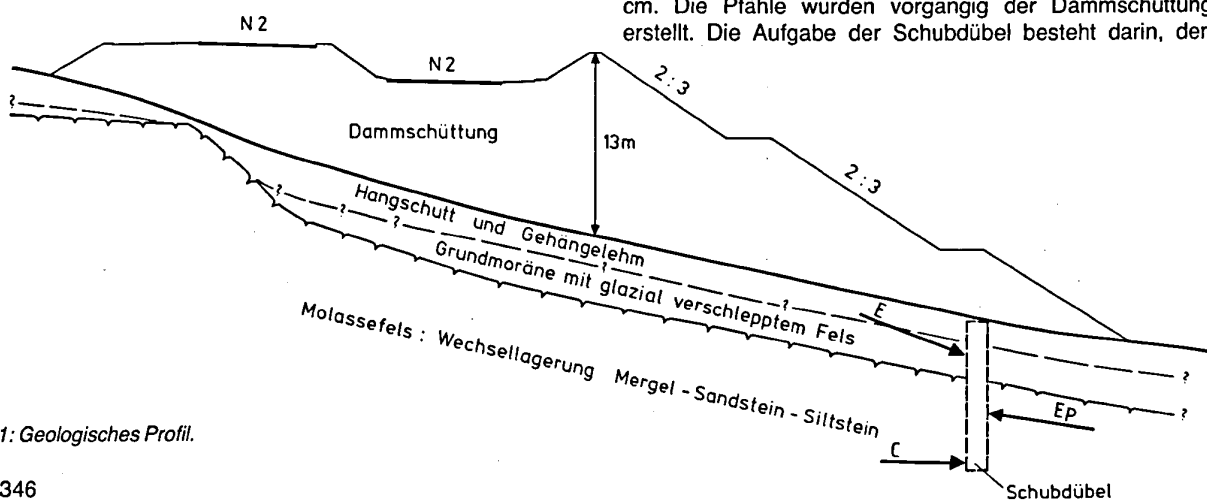 cm. Die Pfähle wurden vorgängig der Dammschüttung
erstellt. Die Aufgabe der Schubdübel besteht darin, der
N 2
N 2
2:3
Dammschüttung
13m
2:3
Hangschutt und Gehängelehm
Grundmoräne mit glazial verschlepptem Fels
Molassefels : Wechsellagerung Mergel - Sandstein - Siltstein
E
EP
C
Schubdübel
? ? ? ? ? ? ? ?
1: Geologisches Profil.
346